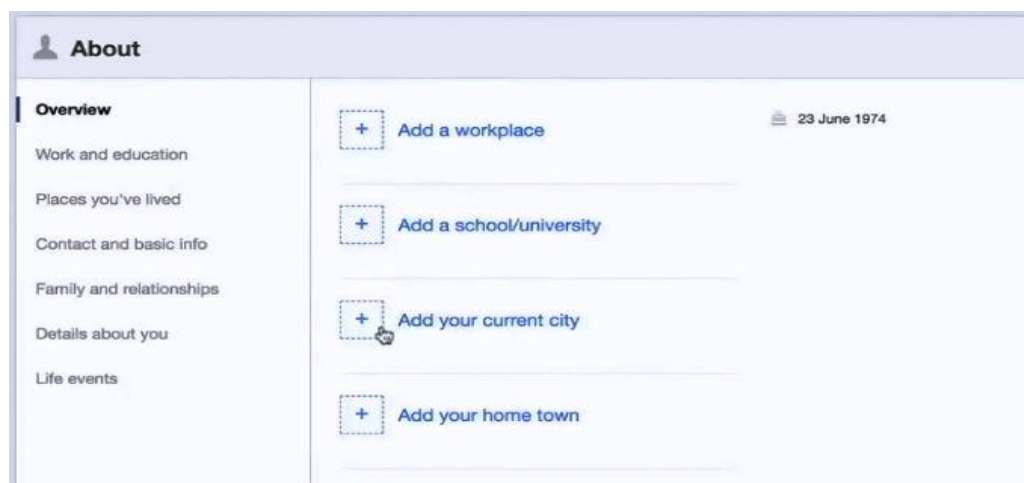 About
Overview
Work and education
Places you've lived
Contact and basic info
Family and relationships
Details about you
Life events
+ Add a workplace
+ Add a school/university
+ Add your current city
+ Add your home town
23 June 1974